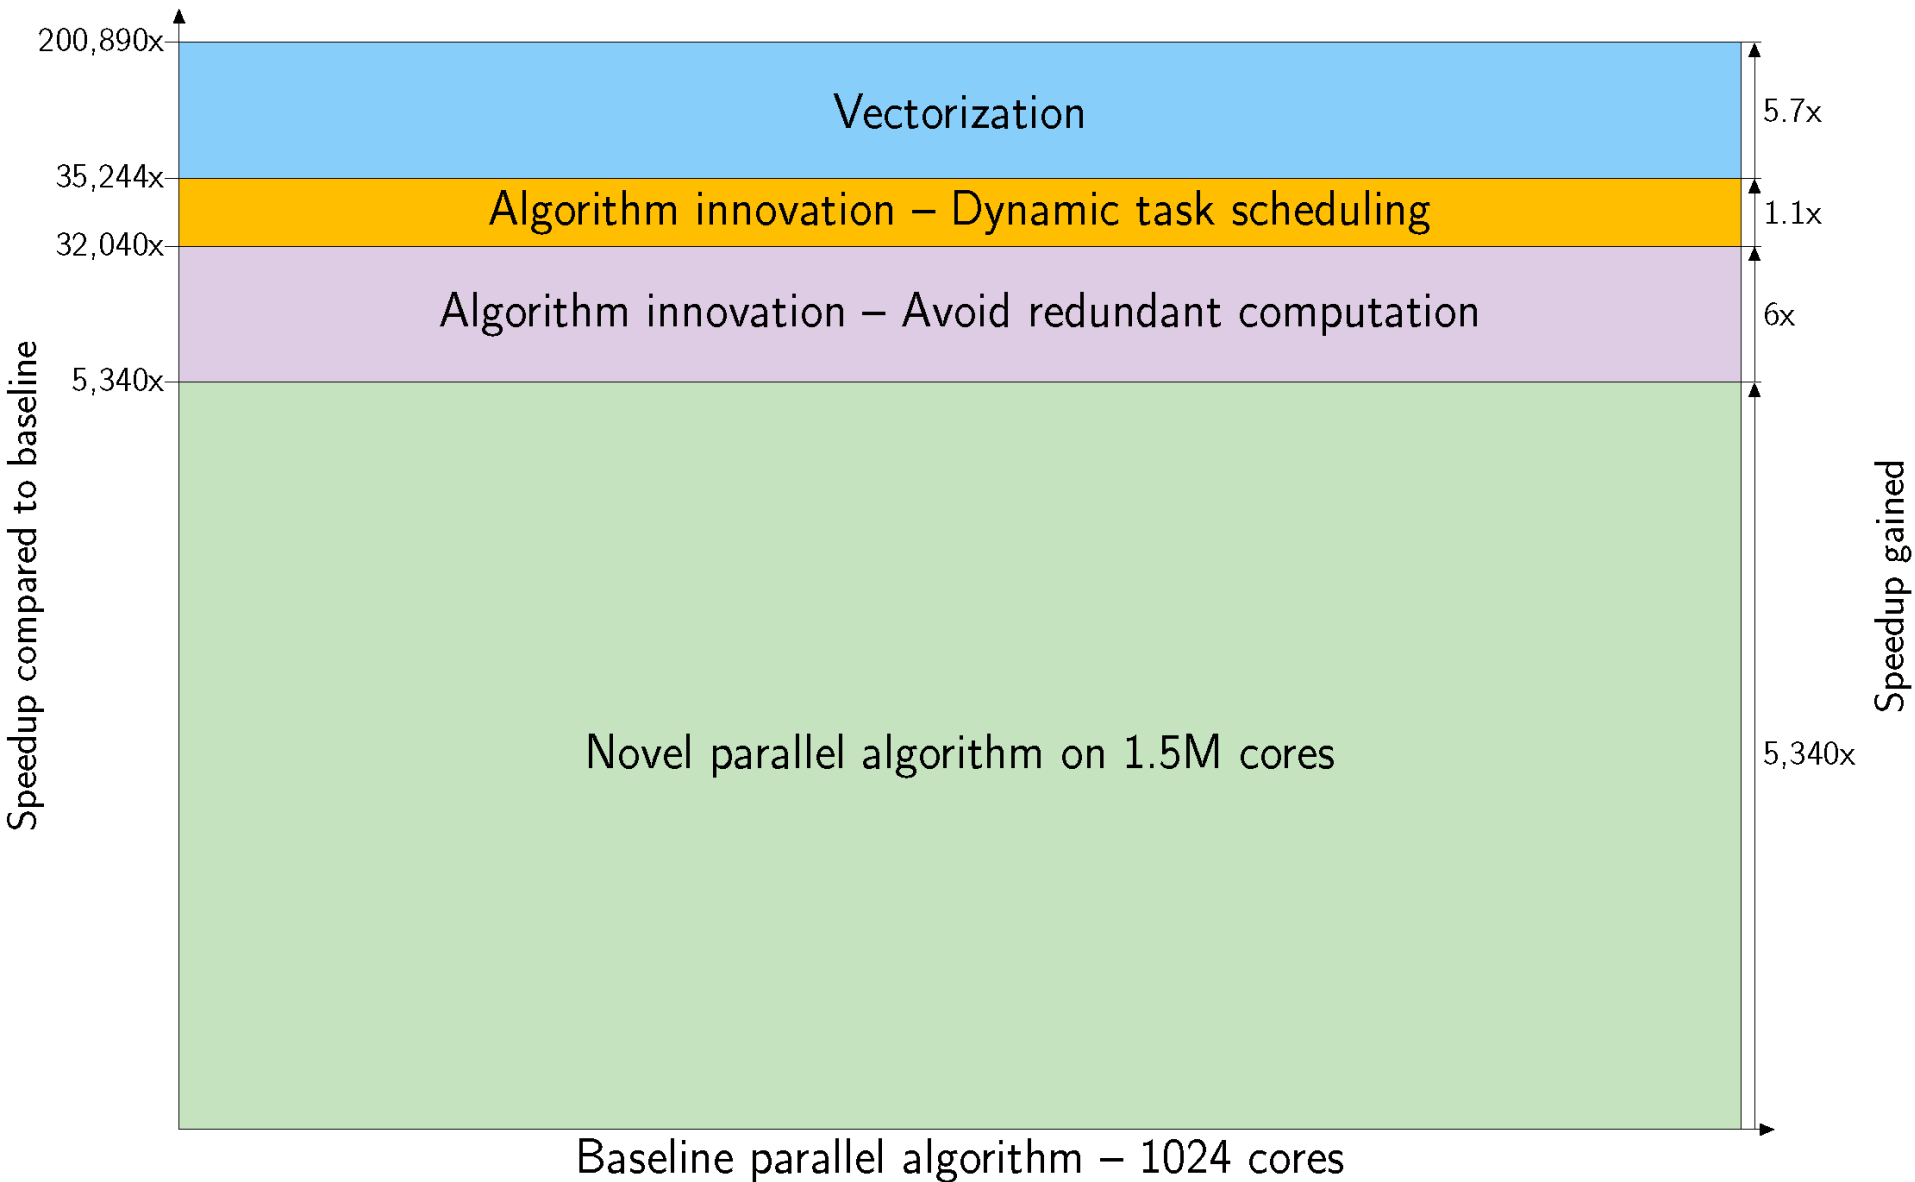 200,890x
Vectorization
5.7x
35,244x
Algorithm innovation – Dynamic task scheduling
1.1x
32,040x
Algorithm innovation – Avoid redundant computation
6x
5,340x
Speedup compared to baseline
Novel parallel algorithm on 1.5M cores
5,340x
Speedup gained
Baseline parallel algorithm – 1024 cores